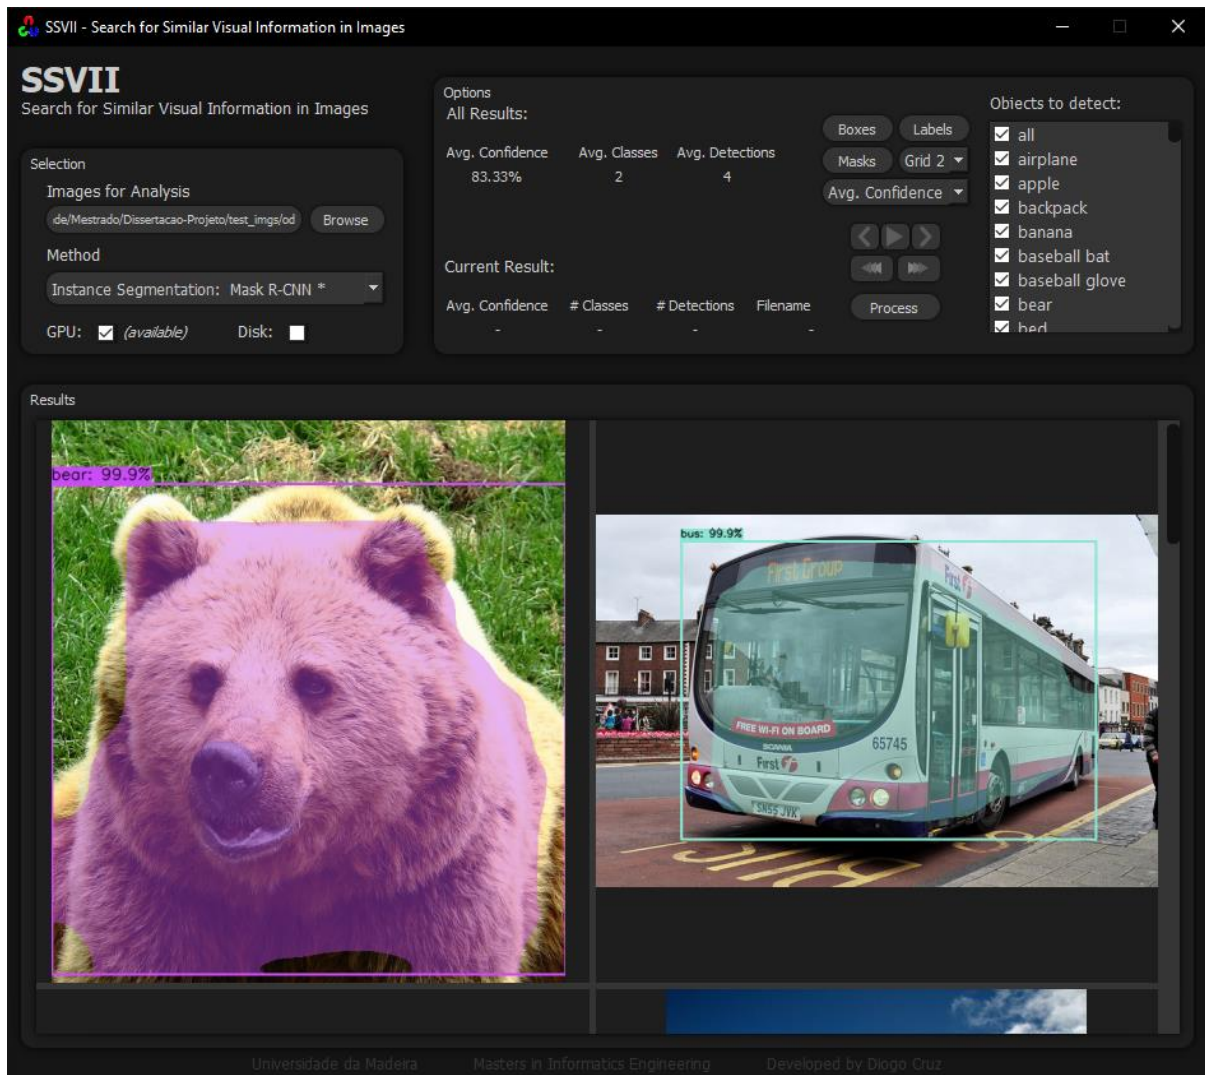 SSVII - Search for Similar Visual Information in Images
SSVII
Search for Similar Visual Information in Images
Selection
Images for Analysis
de/Mestrado/Dissertacao-Projeto/test_imgs/od
Browse
Method
Instance Segmentation: Mask R-CNN *
GPU: (available) Disk:
Options
All Results:
Avg. Confidence Avg. Classes Avg. Detections
83.33% 2 4
Current Result:
Avg. Confidence # Classes # Detections Filename
- - - -
Boxes Labels
Masks Grid 2
Avg. Confidence
Process
Objects to detect:
all
airplane
apple
backpack
banana
baseball bat
baseball glove
bear
bed
Results
bear: 99.9%
bus: 99.9%
First Group
First
FREE WI-FI ON BOARD
SCANIA
65745
First
SN55 JVK
Universidade da Madeira Masters in Informatics Engineering Developed by Diogo Cruz